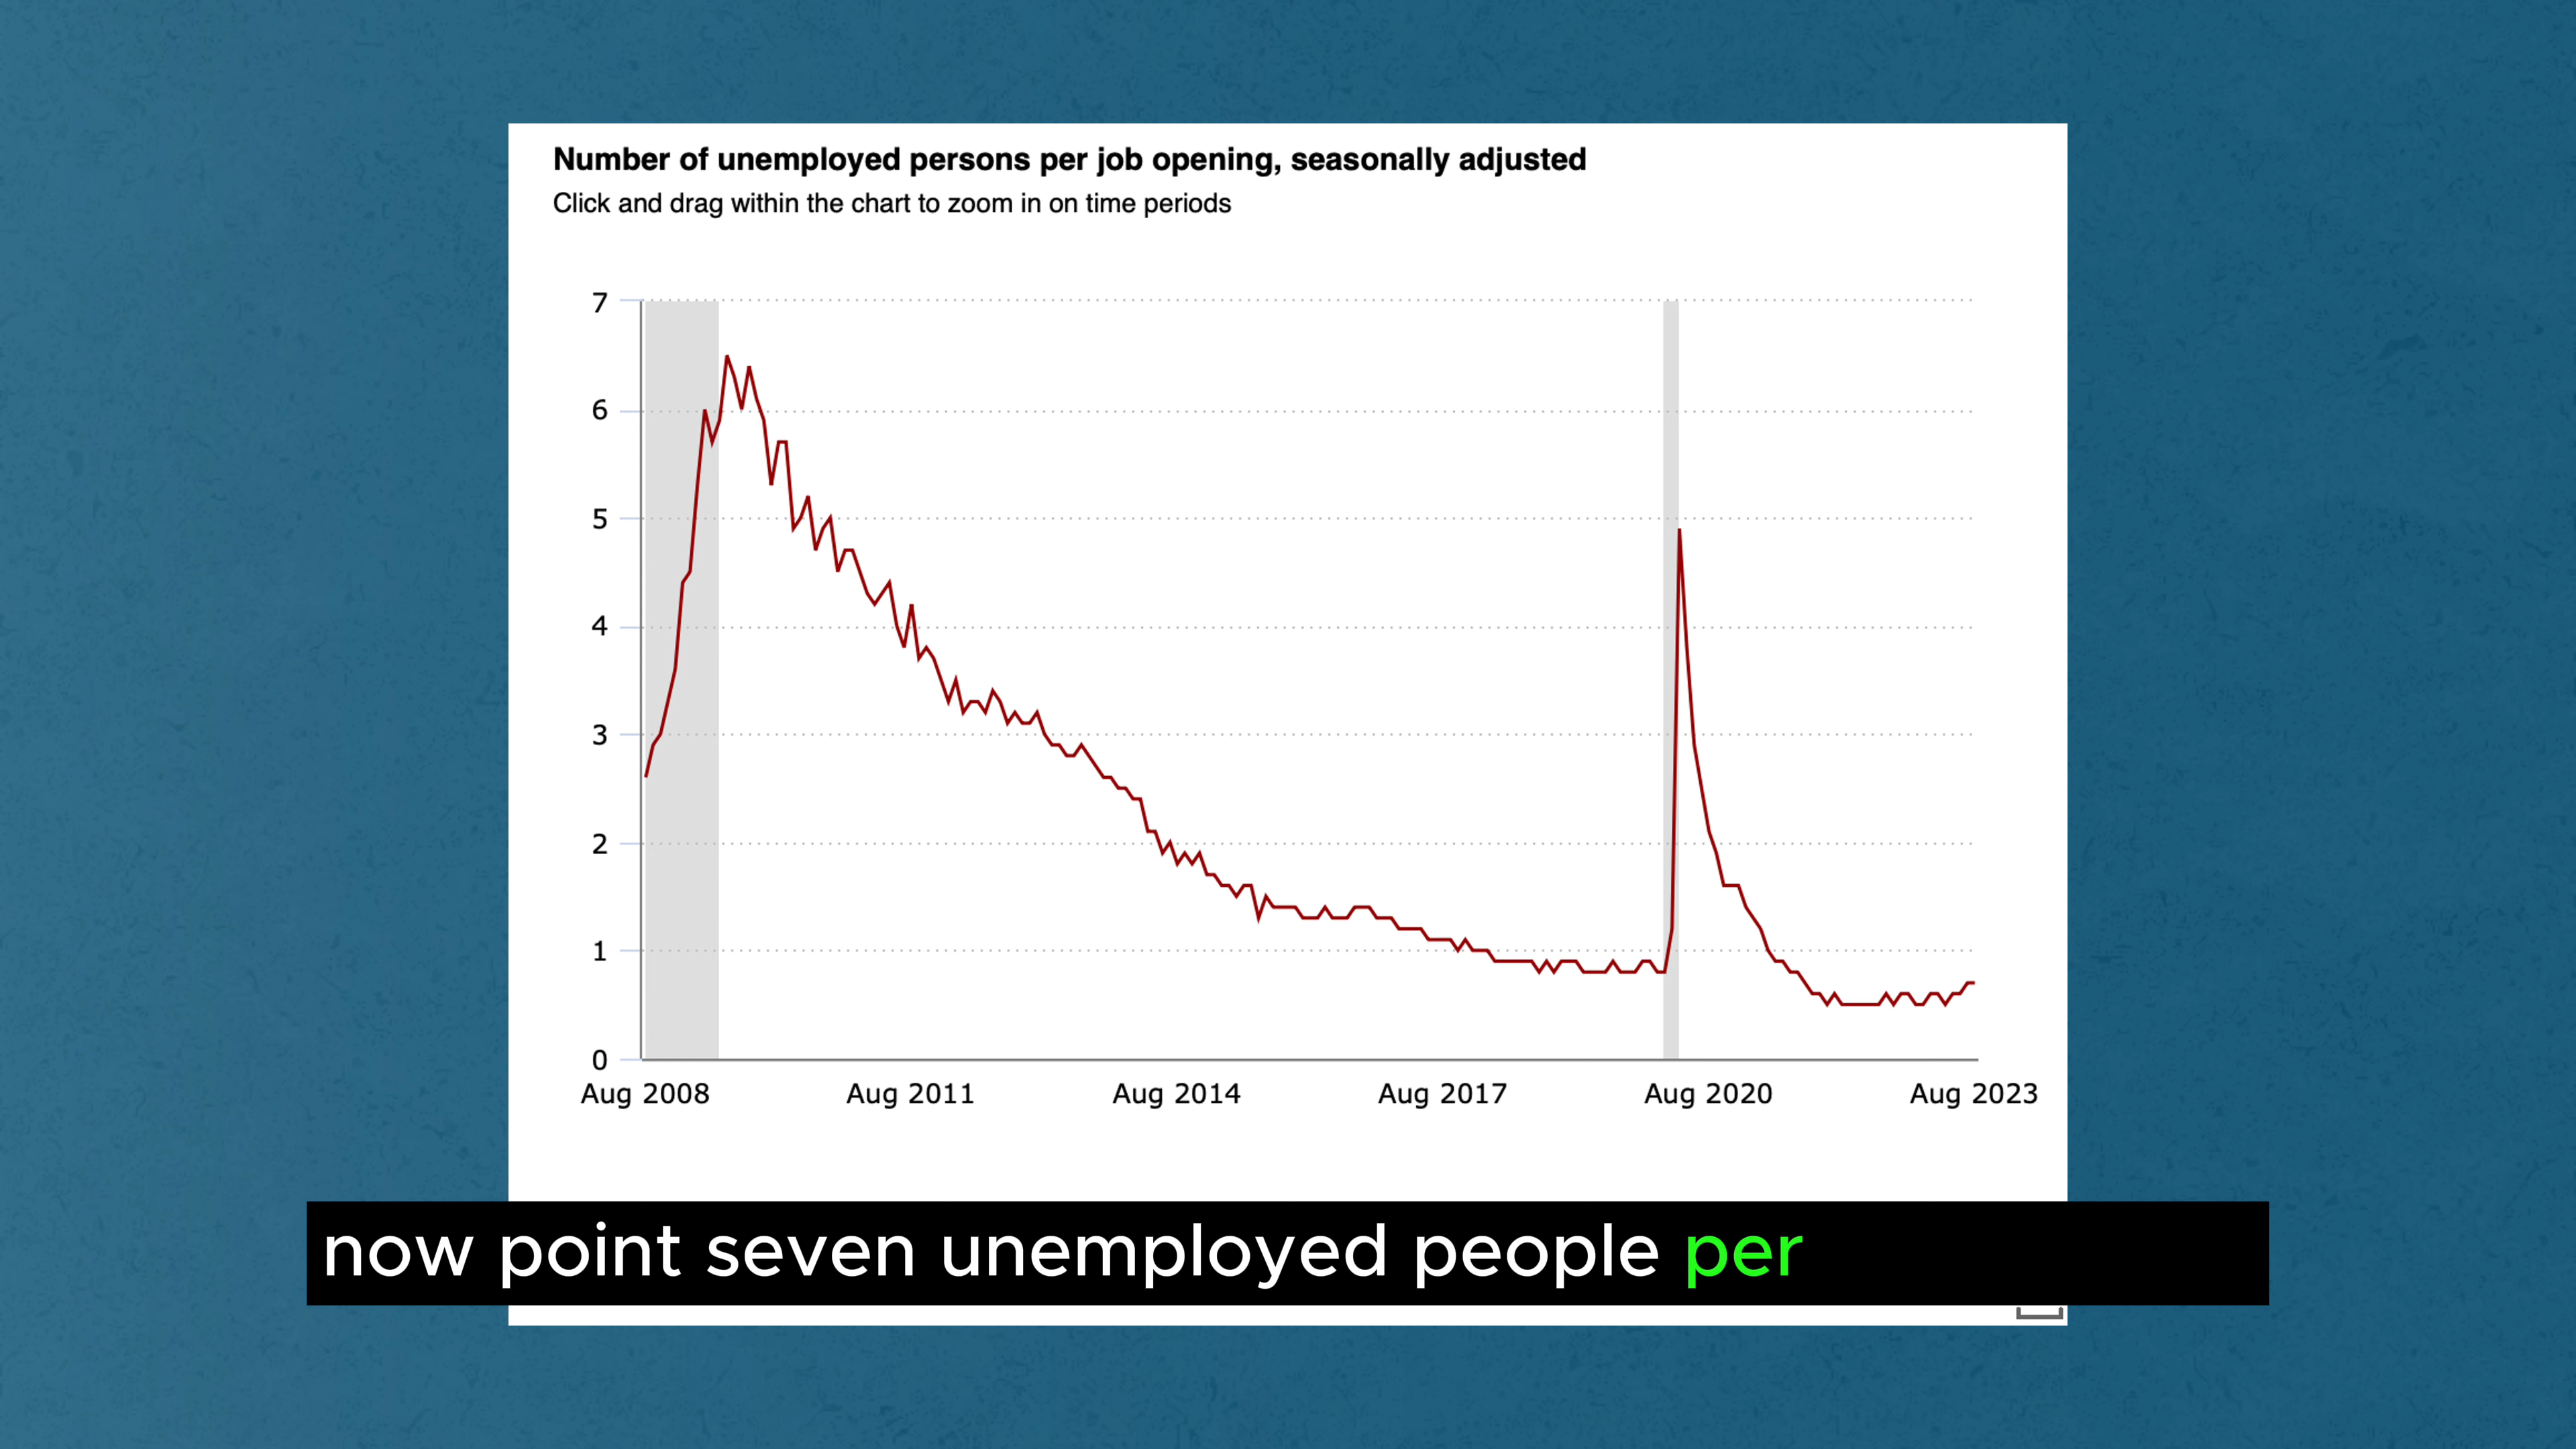 Number of unemployed persons per job opening, seasonally adjusted
Click and drag within the chart to zoom in on time periods
7
6
5
4
3
2
1
0
Aug 2008 Aug 2011 Aug 2014 Aug 2017 Aug 2020 Aug 2023
now point seven unemployed people per